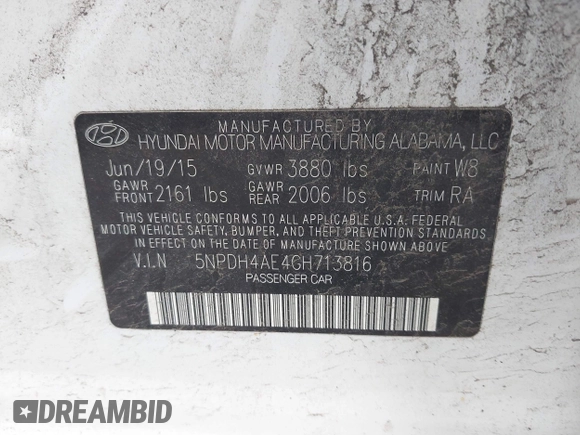 MANUFACTURED BY
HYUNDAI MOTOR MANUFACTURING ALABAMA, LLC
Jun/19/15 GVWR 3880 lbs PAINT W8
GAWR FRONT 2161 lbs GAWR REAR 2006 lbs TRIM RA
THIS VEHICLE CONFORMS TO ALL APPLICABLE U.S.A. FEDERAL
MOTOR VEHICLE SAFETY, BUMPER, AND THEFT PREVENTION STANDARDS
IN EFFECT ON THE DATE OF MANUFACTURE SHOWN ABOVE.
V.I.N 5NPDH4AE4GH713816
PASSENGER CAR
DREAMBID